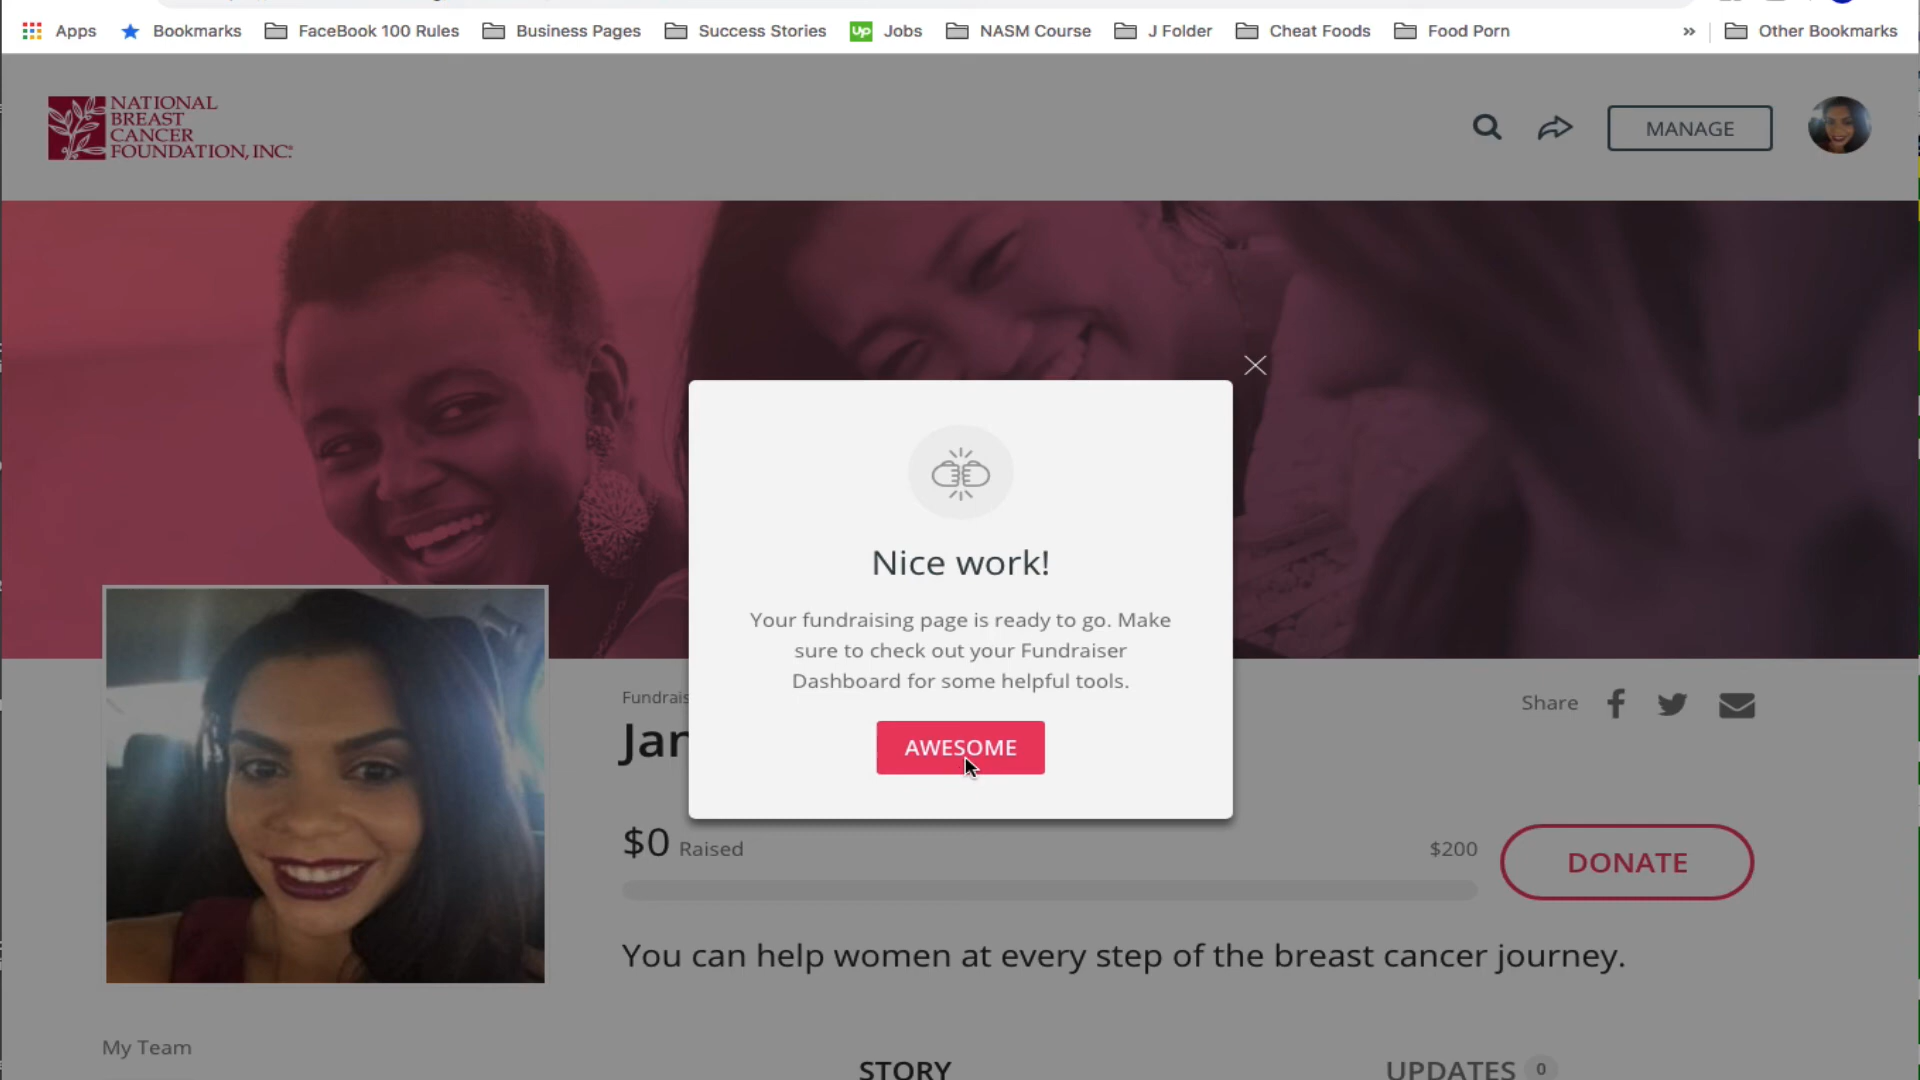 Apps Bookmarks FaceBook 100 Rules Business Pages Success Stories Up Jobs NASM Course J Folder Cheat Foods Food Porn » Other Bookmarks
NATIONAL
BREAST
CANCER
FOUNDATION, INC.®
MANAGE
Nice work!
Your fundraising page is ready to go. Make
sure to check out your Fundraiser
Dashboard for some helpful tools.
AWESOME
Share
$0 Raised
$200
DONATE
You can help women at every step of the breast cancer journey.
My Team
STORY
UPDATES 0